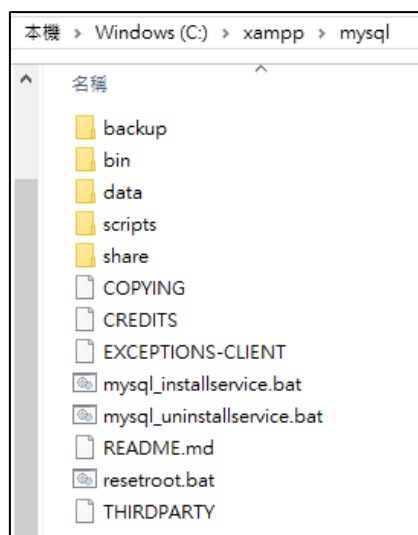 本機 > Windows (C:) > xampp > mysql
名稱
backup
bin
data
scripts
share
COPYING
CREDITS
EXCEPTIONS-CLIENT
mysql_installservice.bat
mysql_uninstallservice.bat
README.md
resetroot.bat
THIRDPARTY